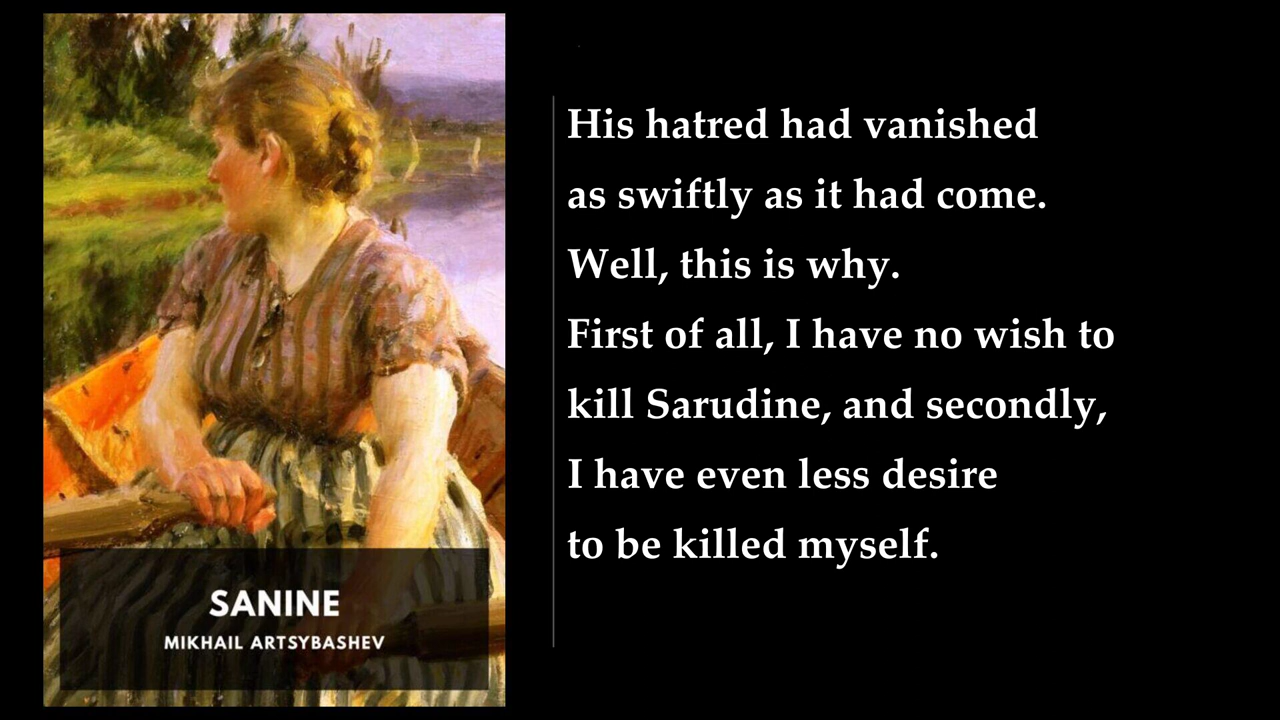 His hatred had vanished
as swiftly as it had come.
Well, this is why.
First of all, I have no wish to
kill Sarudine, and secondly,
I have even less desire
to be killed myself.
SANINE
MIKHAIL ARTSYBASHEV